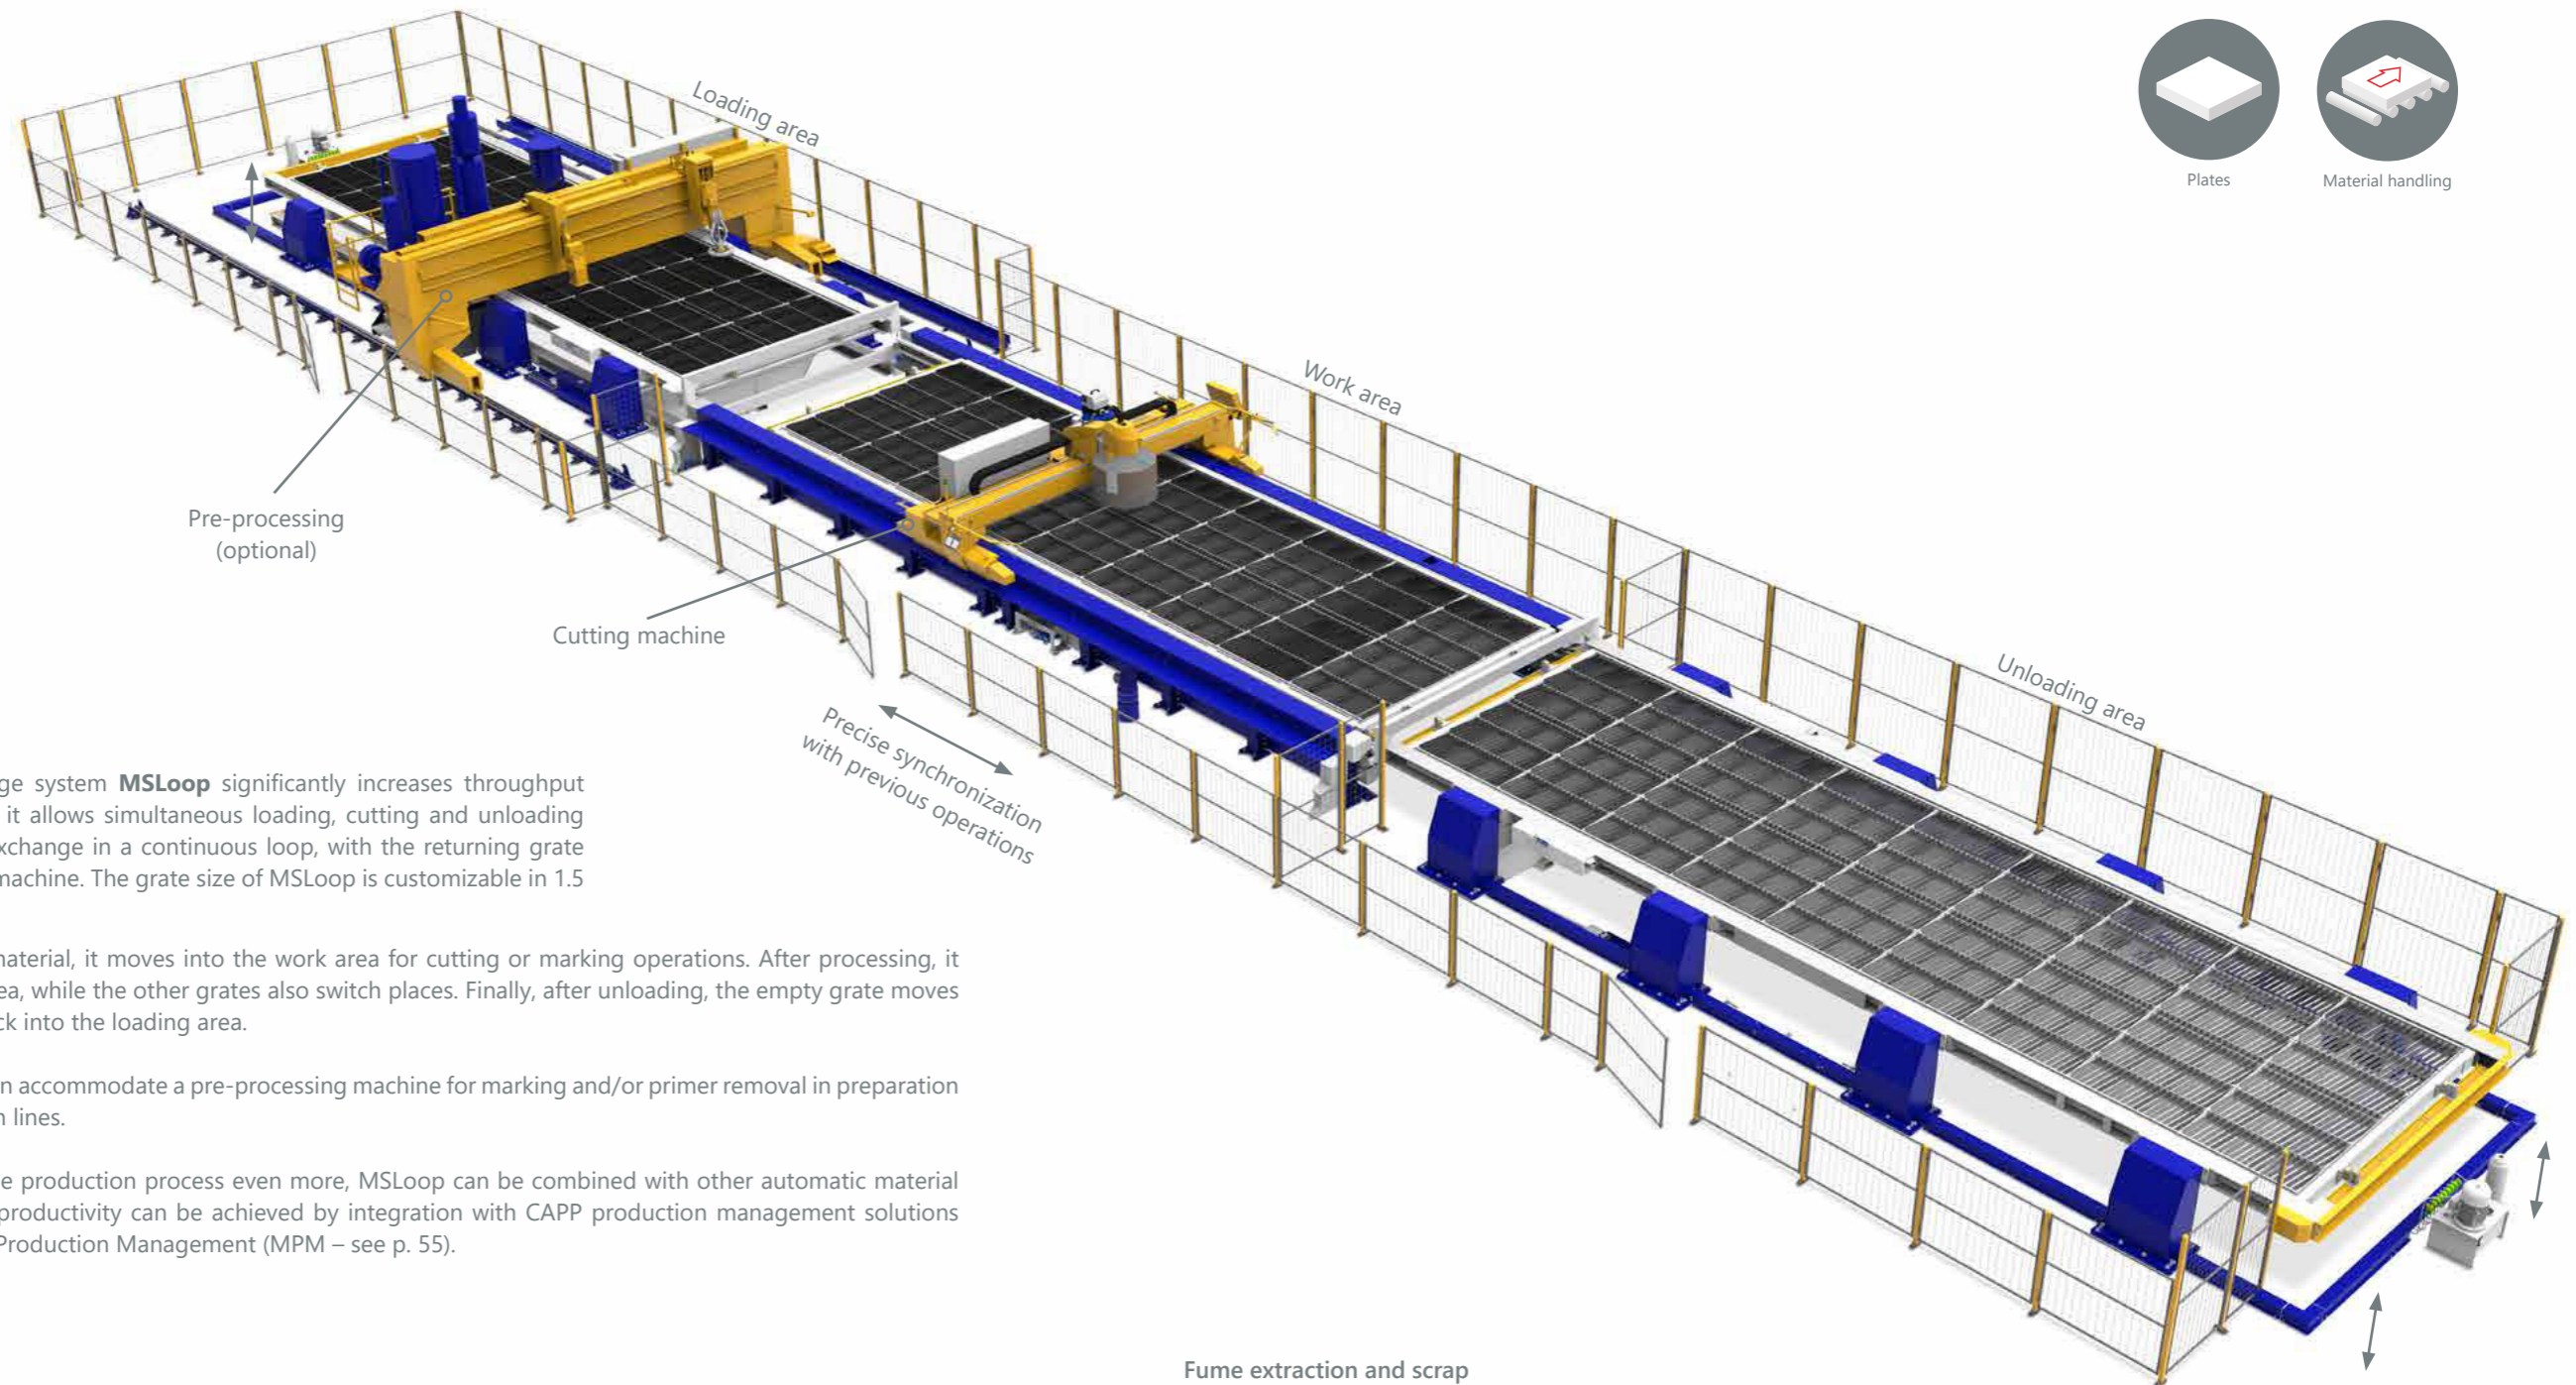 Loading area
Plates
Material handling
Work area
Pre-processing
(optional)
Cutting machine
Unloading area
Precise synchronization
with previous operations
ge system MSLoop significantly increases throughput
it allows simultaneous loading, cutting and unloading
xchange in a continuous loop, with the returning grate
machine. The grate size of MSLoop is customizable in 1.5
naterial, it moves into the work area for cutting or marking operations. After processing, it
ea, while the other grates also switch places. Finally, after unloading, the empty grate moves
ck into the loading area.
n accommodate a pre-processing machine for marking and/or primer removal in preparation
n lines.
e production process even more, MSLoop can be combined with other automatic material
productivity can be achieved by integration with CAPP production management solutions
Production Management (MPM – see p. 55).
Fume extraction and scrap